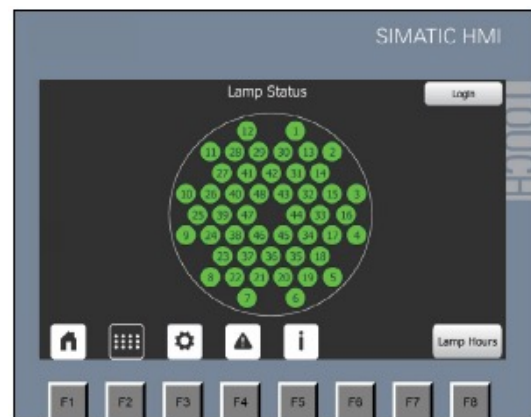 SIMATIC HMI
TOUCH
Lamp Status
Login
12 1
11 28 29 30 13 2
27 41 42 31 14
10 26 40 48 43 32 15 3
25 39 47 44 33 16
9 24 38 46 45 34 17 4
23 37 36 35 18
8 22 21 20 19 5
7 6
Lamp Hours
F1 F2 F3 F4 F5 F6 F7 F8